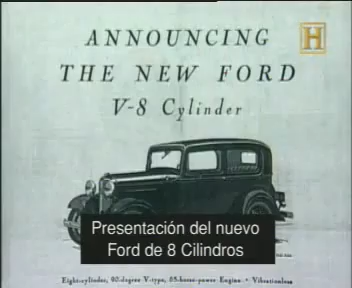 ANNOUNCING
H
THE NEW FORD
V-8 Cylinder
Presentación del nuevo
Ford de 8 Cilindros
Eight-cylinder, 90-degree V-type, 65-horse-power Engine • Vibrationless